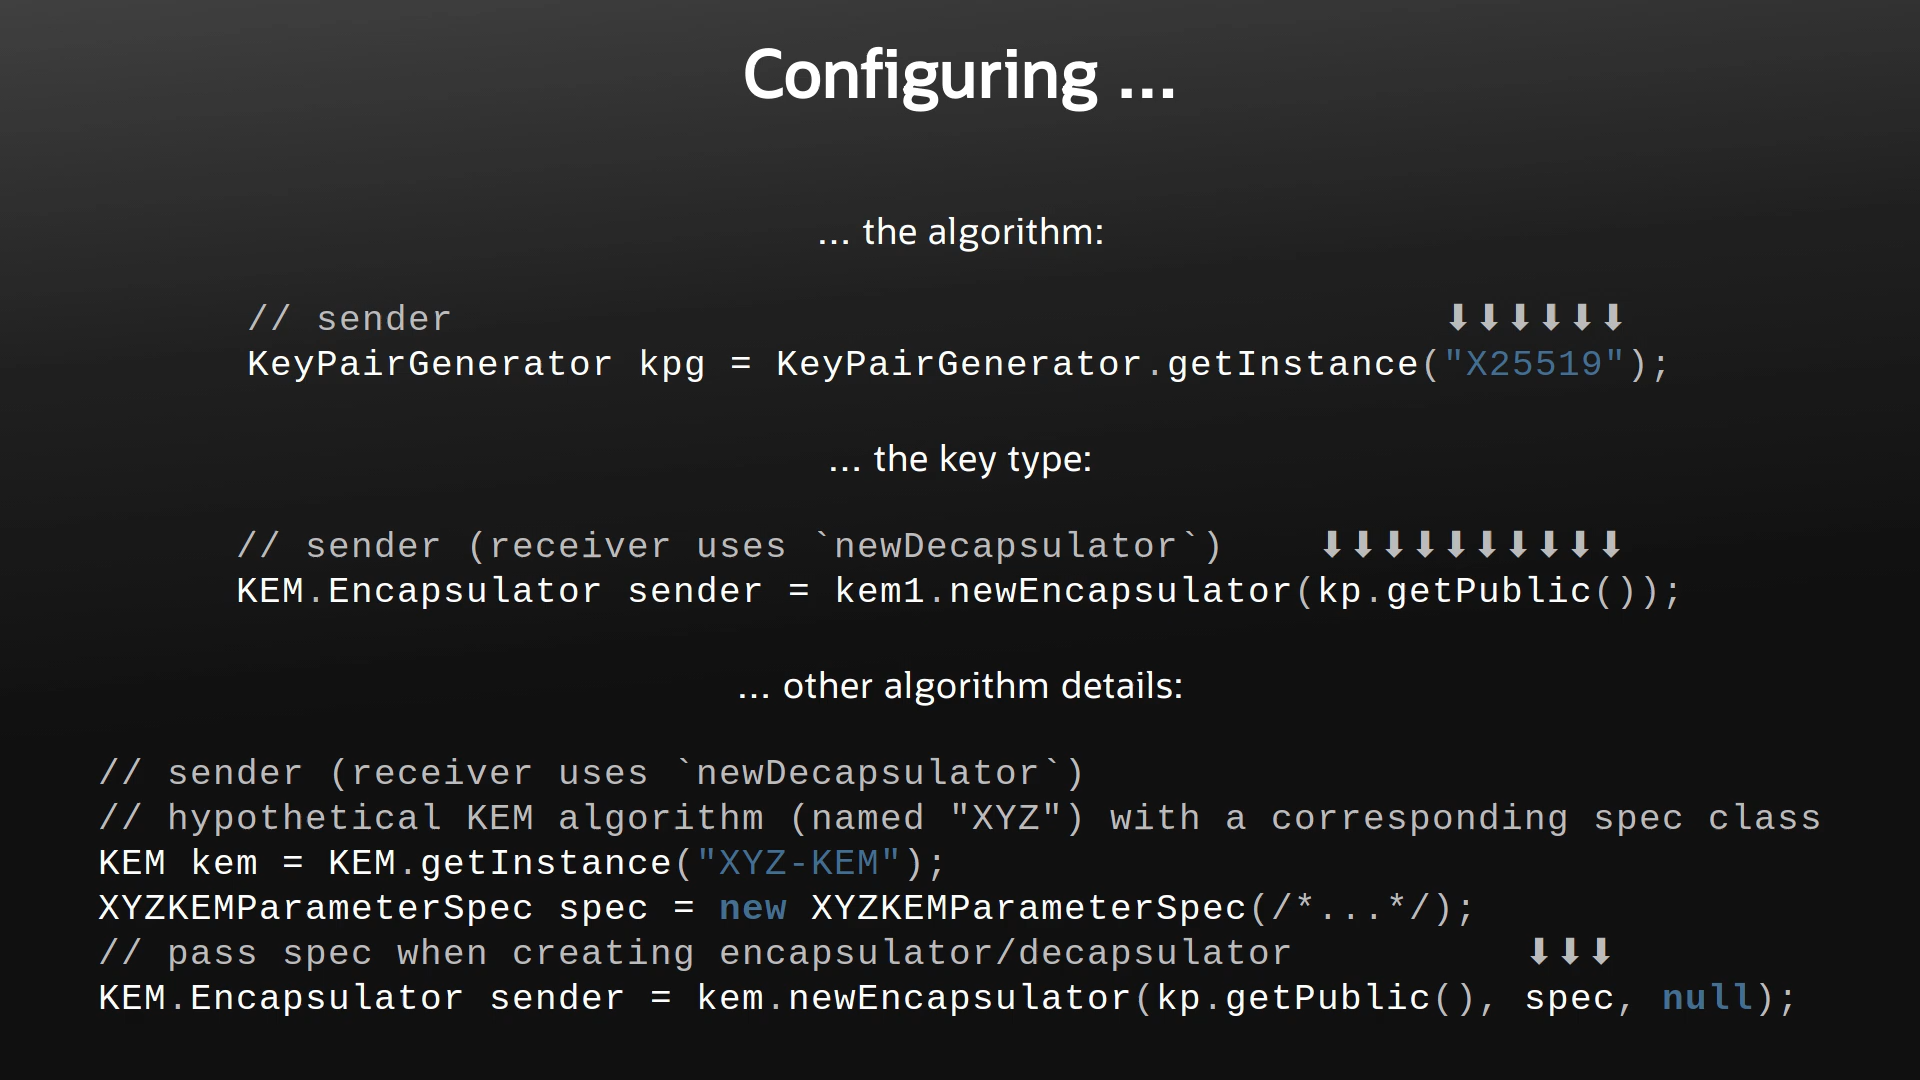 Configuring ...
... the algorithm:
// sender ⬇⬇⬇⬇⬇⬇
KeyPairGenerator kpg = KeyPairGenerator.getInstance("X25519");
... the key type:
// sender (receiver uses `newDecapsulator`) ⬇⬇⬇⬇⬇⬇⬇⬇⬇⬇
KEM.Encapsulator sender = kem1.newEncapsulator(kp.getPublic());
... other algorithm details:
// sender (receiver uses `newDecapsulator`)
// hypothetical KEM algorithm (named "XYZ") with a corresponding spec class
KEM kem = KEM.getInstance("XYZ-KEM");
XYZKEMParameterSpec spec = new XYZKEMParameterSpec(/*...*/);
// pass spec when creating encapsulator/decapsulator ⬇⬇⬇
KEM.Encapsulator sender = kem.newEncapsulator(kp.getPublic(), spec, null);